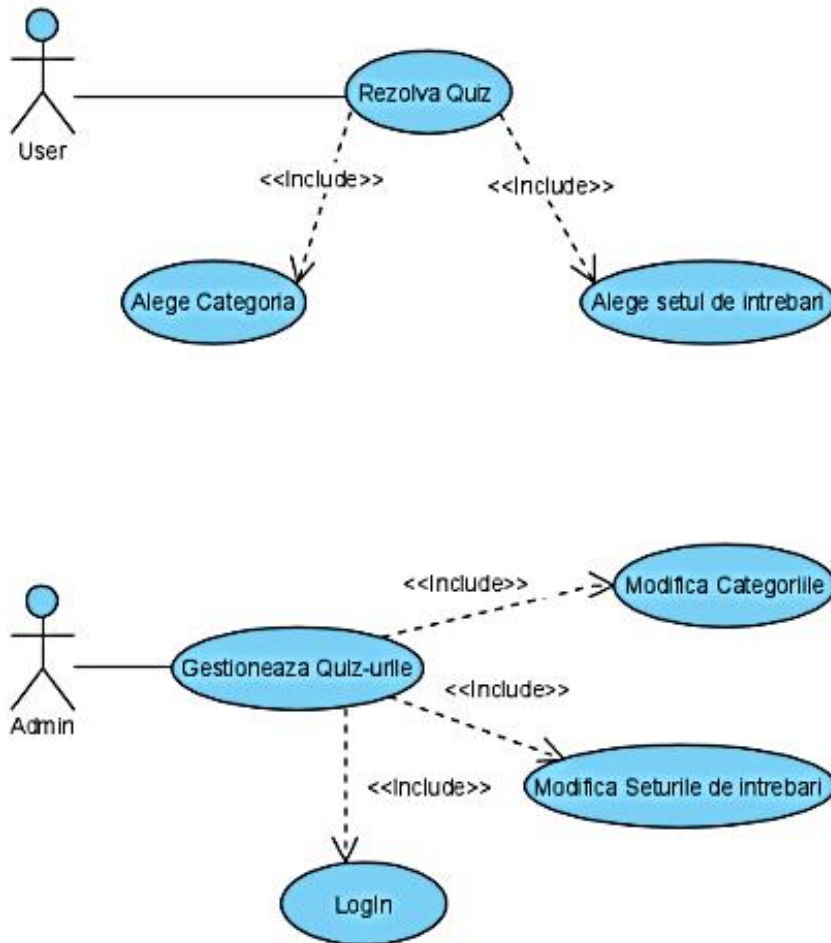 Rezolva Quiz
User
<<Include>>
<<Include>>
Alege Categoria
Alege setul de intrebari
<<Include>>
Modifica Categoriile
Gestioneaza Quiz-urile
<<Include>>
Admin
Modifica Seturile de intrebari
<<Include>>
LogIn